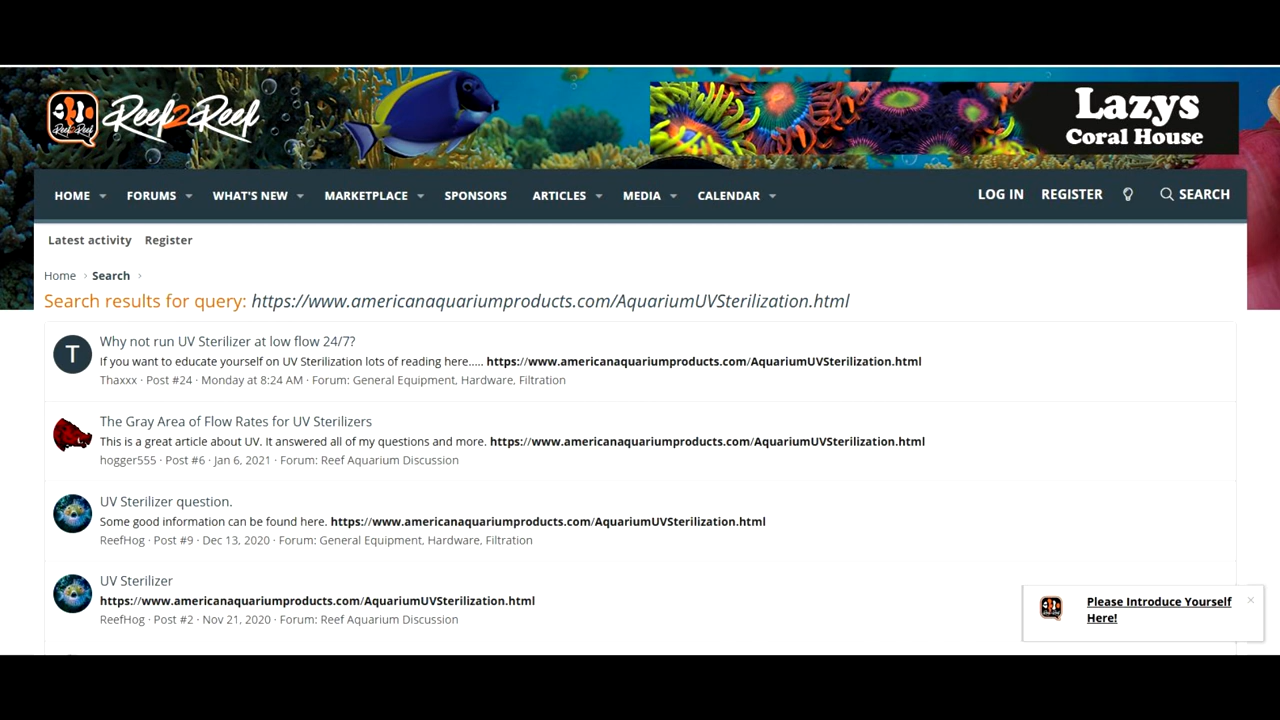 Reef2Reef
Reef2Reef
Lazys
Coral House
HOME FORUMS WHAT'S NEW MARKETPLACE SPONSORS ARTICLES MEDIA CALENDAR LOG IN REGISTER SEARCH
Latest activity Register
Home › Search ›
Search results for query: https://www.americanaquariumproducts.com/AquariumUVSterilization.html
T
Why not run UV Sterilizer at low flow 24/7?
If you want to educate yourself on UV Sterilization lots of reading here..... https://www.americanaquariumproducts.com/AquariumUVSterilization.html
Thaxxx · Post #24 · Monday at 8:24 AM · Forum: General Equipment, Hardware, Filtration
The Gray Area of Flow Rates for UV Sterilizers
This is a great article about UV. It answered all of my questions and more. https://www.americanaquariumproducts.com/AquariumUVSterilization.html
hogger555 · Post #6 · Jan 6, 2021 · Forum: Reef Aquarium Discussion
UV Sterilizer question.
Some good information can be found here. https://www.americanaquariumproducts.com/AquariumUVSterilization.html
ReefHog · Post #9 · Dec 13, 2020 · Forum: General Equipment, Hardware, Filtration
UV Sterilizer
https://www.americanaquariumproducts.com/AquariumUVSterilization.html
ReefHog · Post #2 · Nov 21, 2020 · Forum: Reef Aquarium Discussion
Please Introduce Yourself
Here!